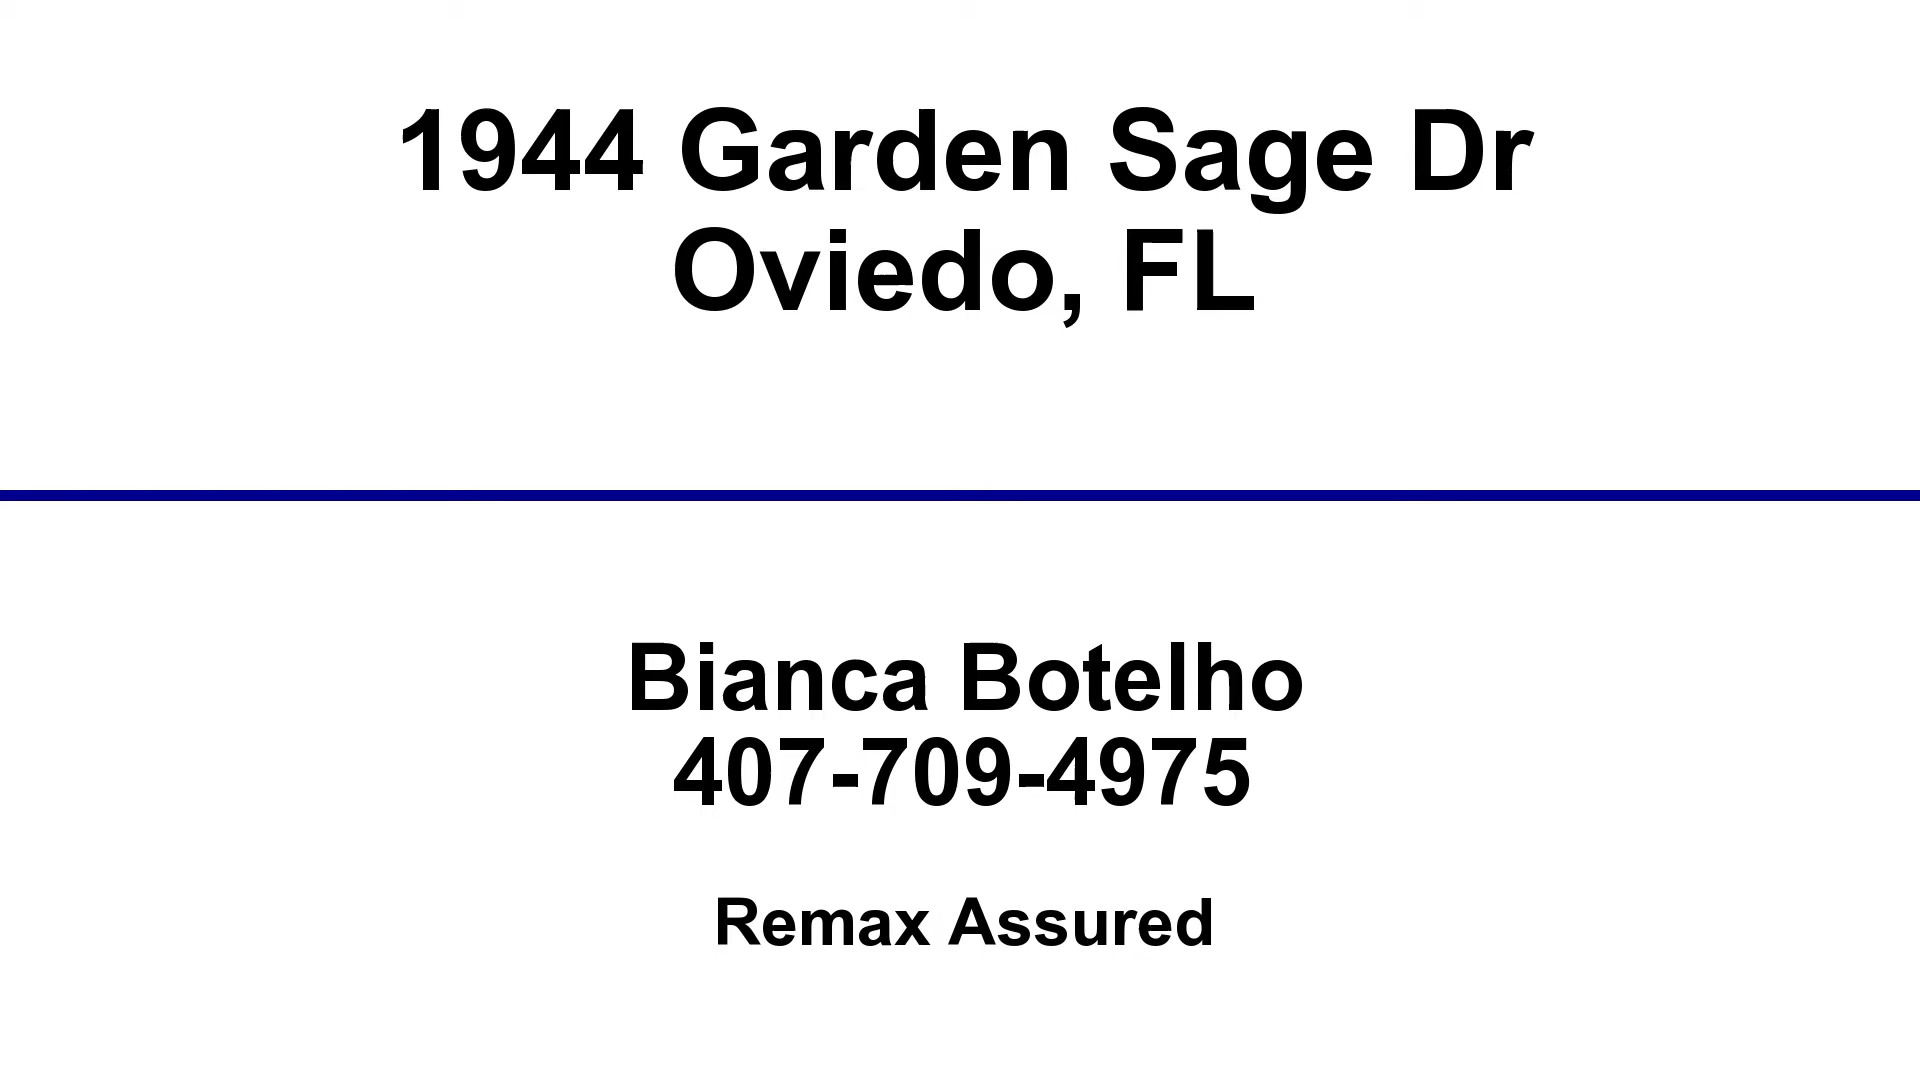 1944 Garden Sage Dr
Oviedo, FL
Bianca Botelho
407-709-4975
Remax Assured